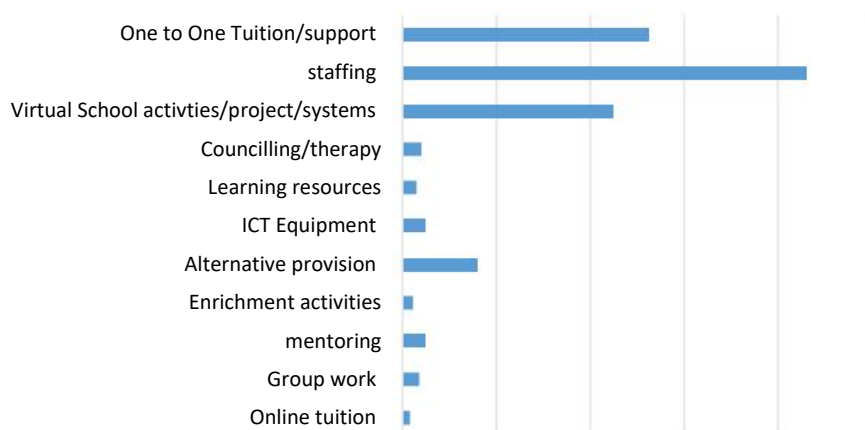 One to One Tuition/support
staffing
Virtual School activties/project/systems
Councilling/therapy
Learning resources
ICT Equipment
Alternative provision
Enrichment activities
mentoring
Group work
Online tuition